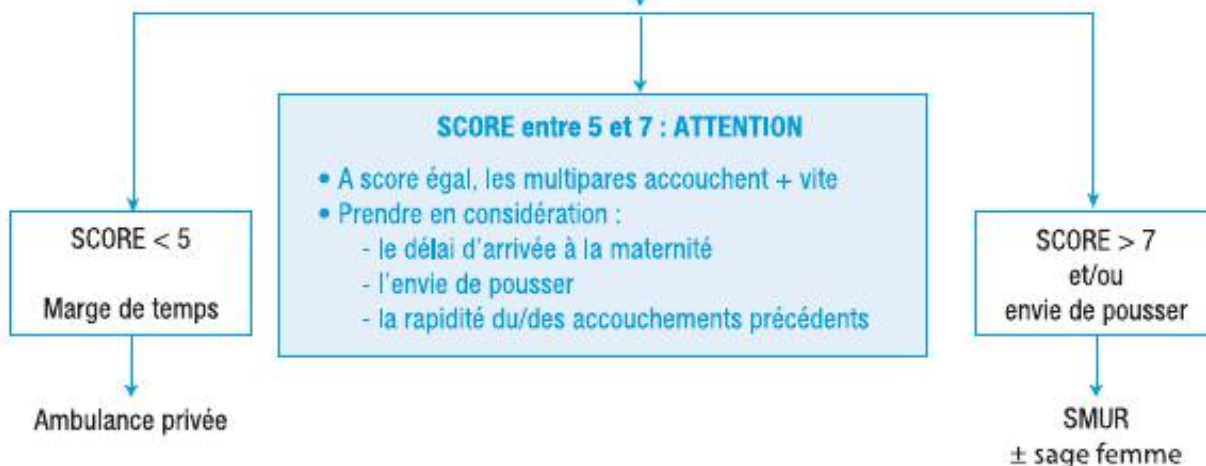 SCORE entre 5 et 7 : ATTENTION
• A score égal, les multipares accouchent + vite
• Prendre en considération :
- le délai d'arrivée à la maternité
- l'envie de pousser
- la rapidité du/des accouchements précédents
SCORE < 5
Marge de temps
Ambulance privée
SCORE > 7
et/ou
envie de pousser
SMUR
± sage femme